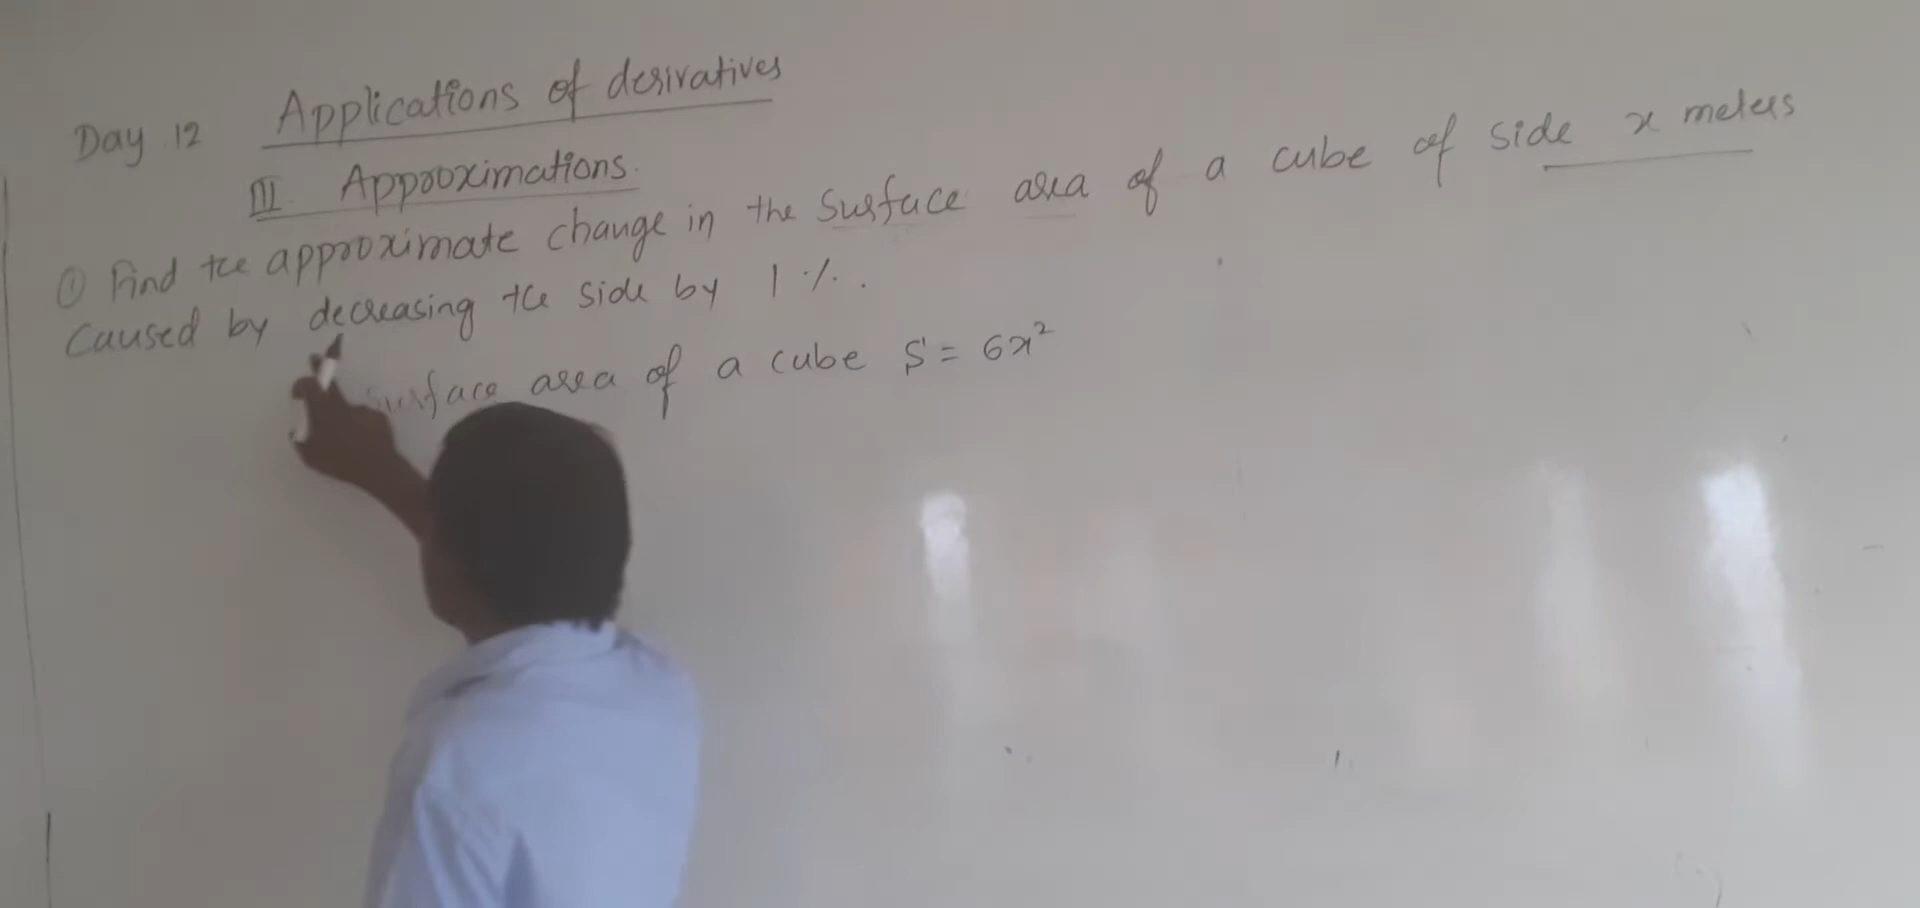 Day 12 Applications of derivatives
III. Approximations.
① Find the approximate change in the surface area of a cube of side x meters
Caused by decreasing the side by 1 %.
Surface area of a cube S = 6x²